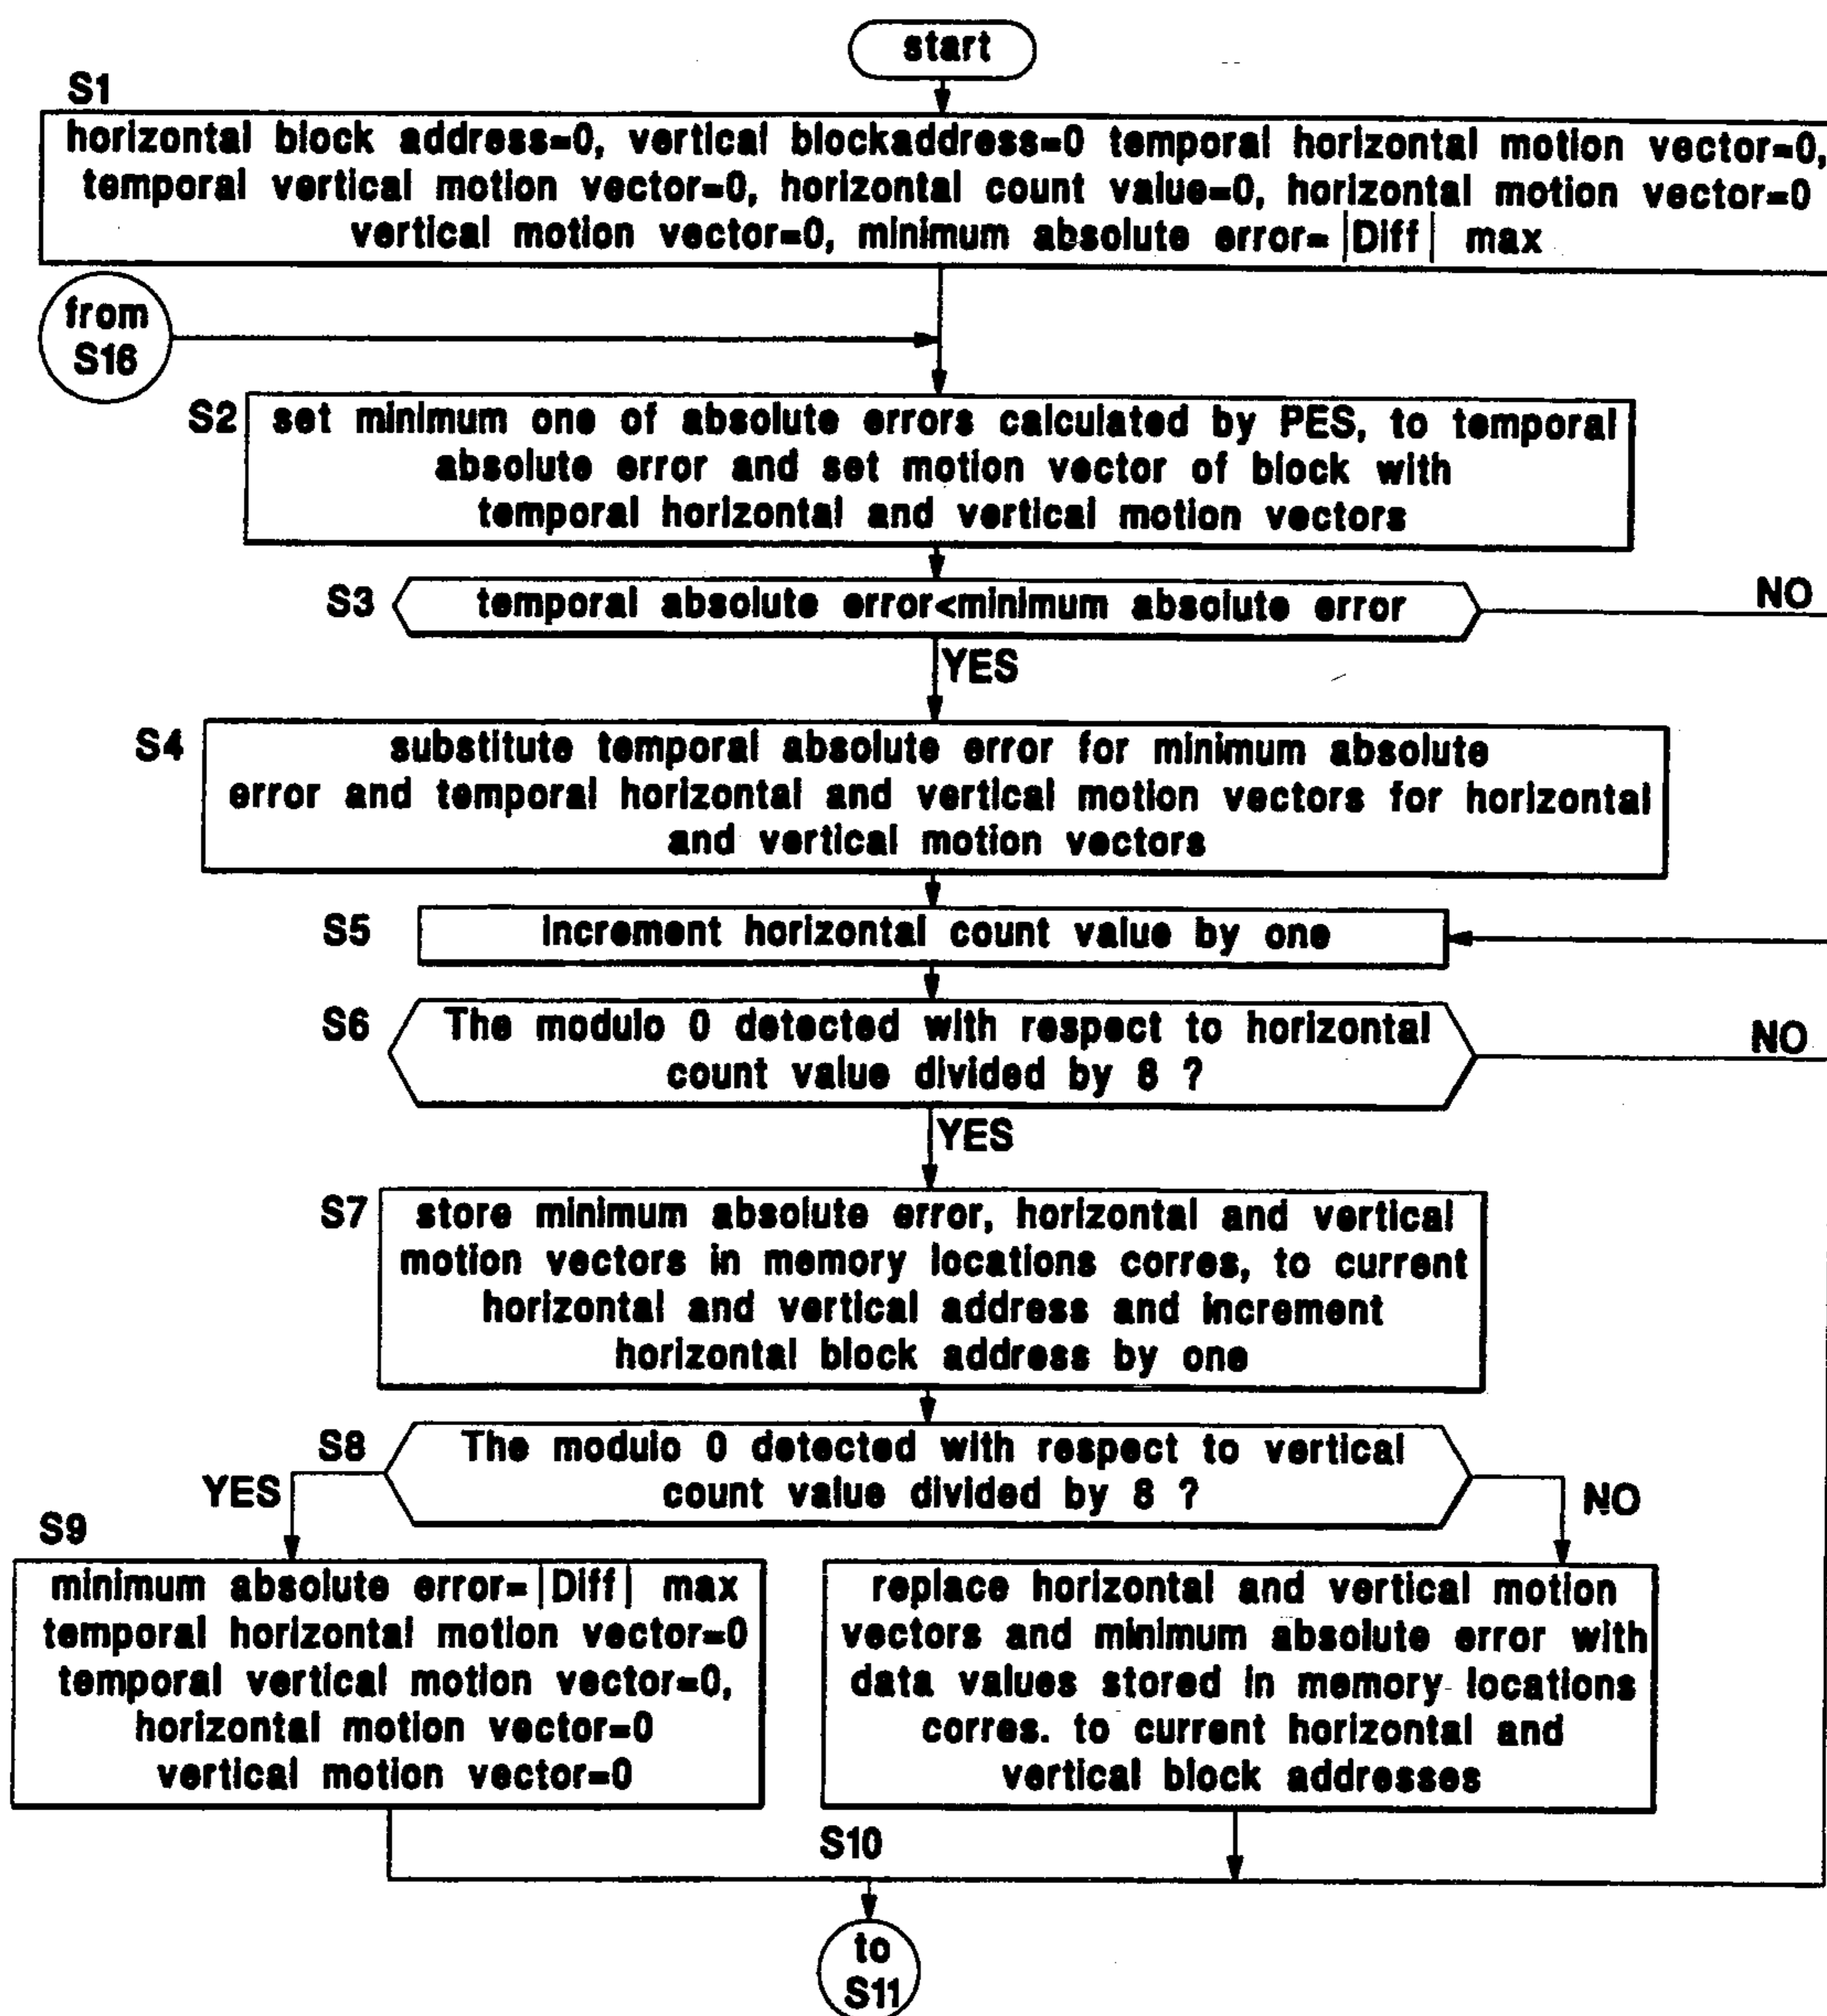 start
S1
horizontal block address=0, vertical blockaddress=0 temporal horizontal motion vector=0,
temporal vertical motion vector=0, horizontal count value=0, horizontal motion vector=0
vertical motion vector=0, minimum absolute error=|Diff| max
from
S16
S2
set minimum one of absolute errors calculated by PES, to temporal
absolute error and set motion vector of block with
temporal horizontal and vertical motion vectors
S3
temporal absolute error<minimum absolute error
NO
YES
S4
substitute temporal absolute error for minimum absolute
error and temporal horizontal and vertical motion vectors for horizontal
and vertical motion vectors
S5
increment horizontal count value by one
S6
The modulo 0 detected with respect to horizontal
count value divided by 8 ?
NO
YES
S7
store minimum absolute error, horizontal and vertical
motion vectors in memory locations corres, to current
horizontal and vertical address and increment
horizontal block address by one
S8
The modulo 0 detected with respect to vertical
count value divided by 8 ?
YES
NO
S9
minimum absolute error=|Diff| max
temporal horizontal motion vector=0
temporal vertical motion vector=0,
horizontal motion vector=0
vertical motion vector=0
replace horizontal and vertical motion
vectors and minimum absolute error with
data values stored in memory locations
corres. to current horizontal and
vertical block addresses
S10
to
S11